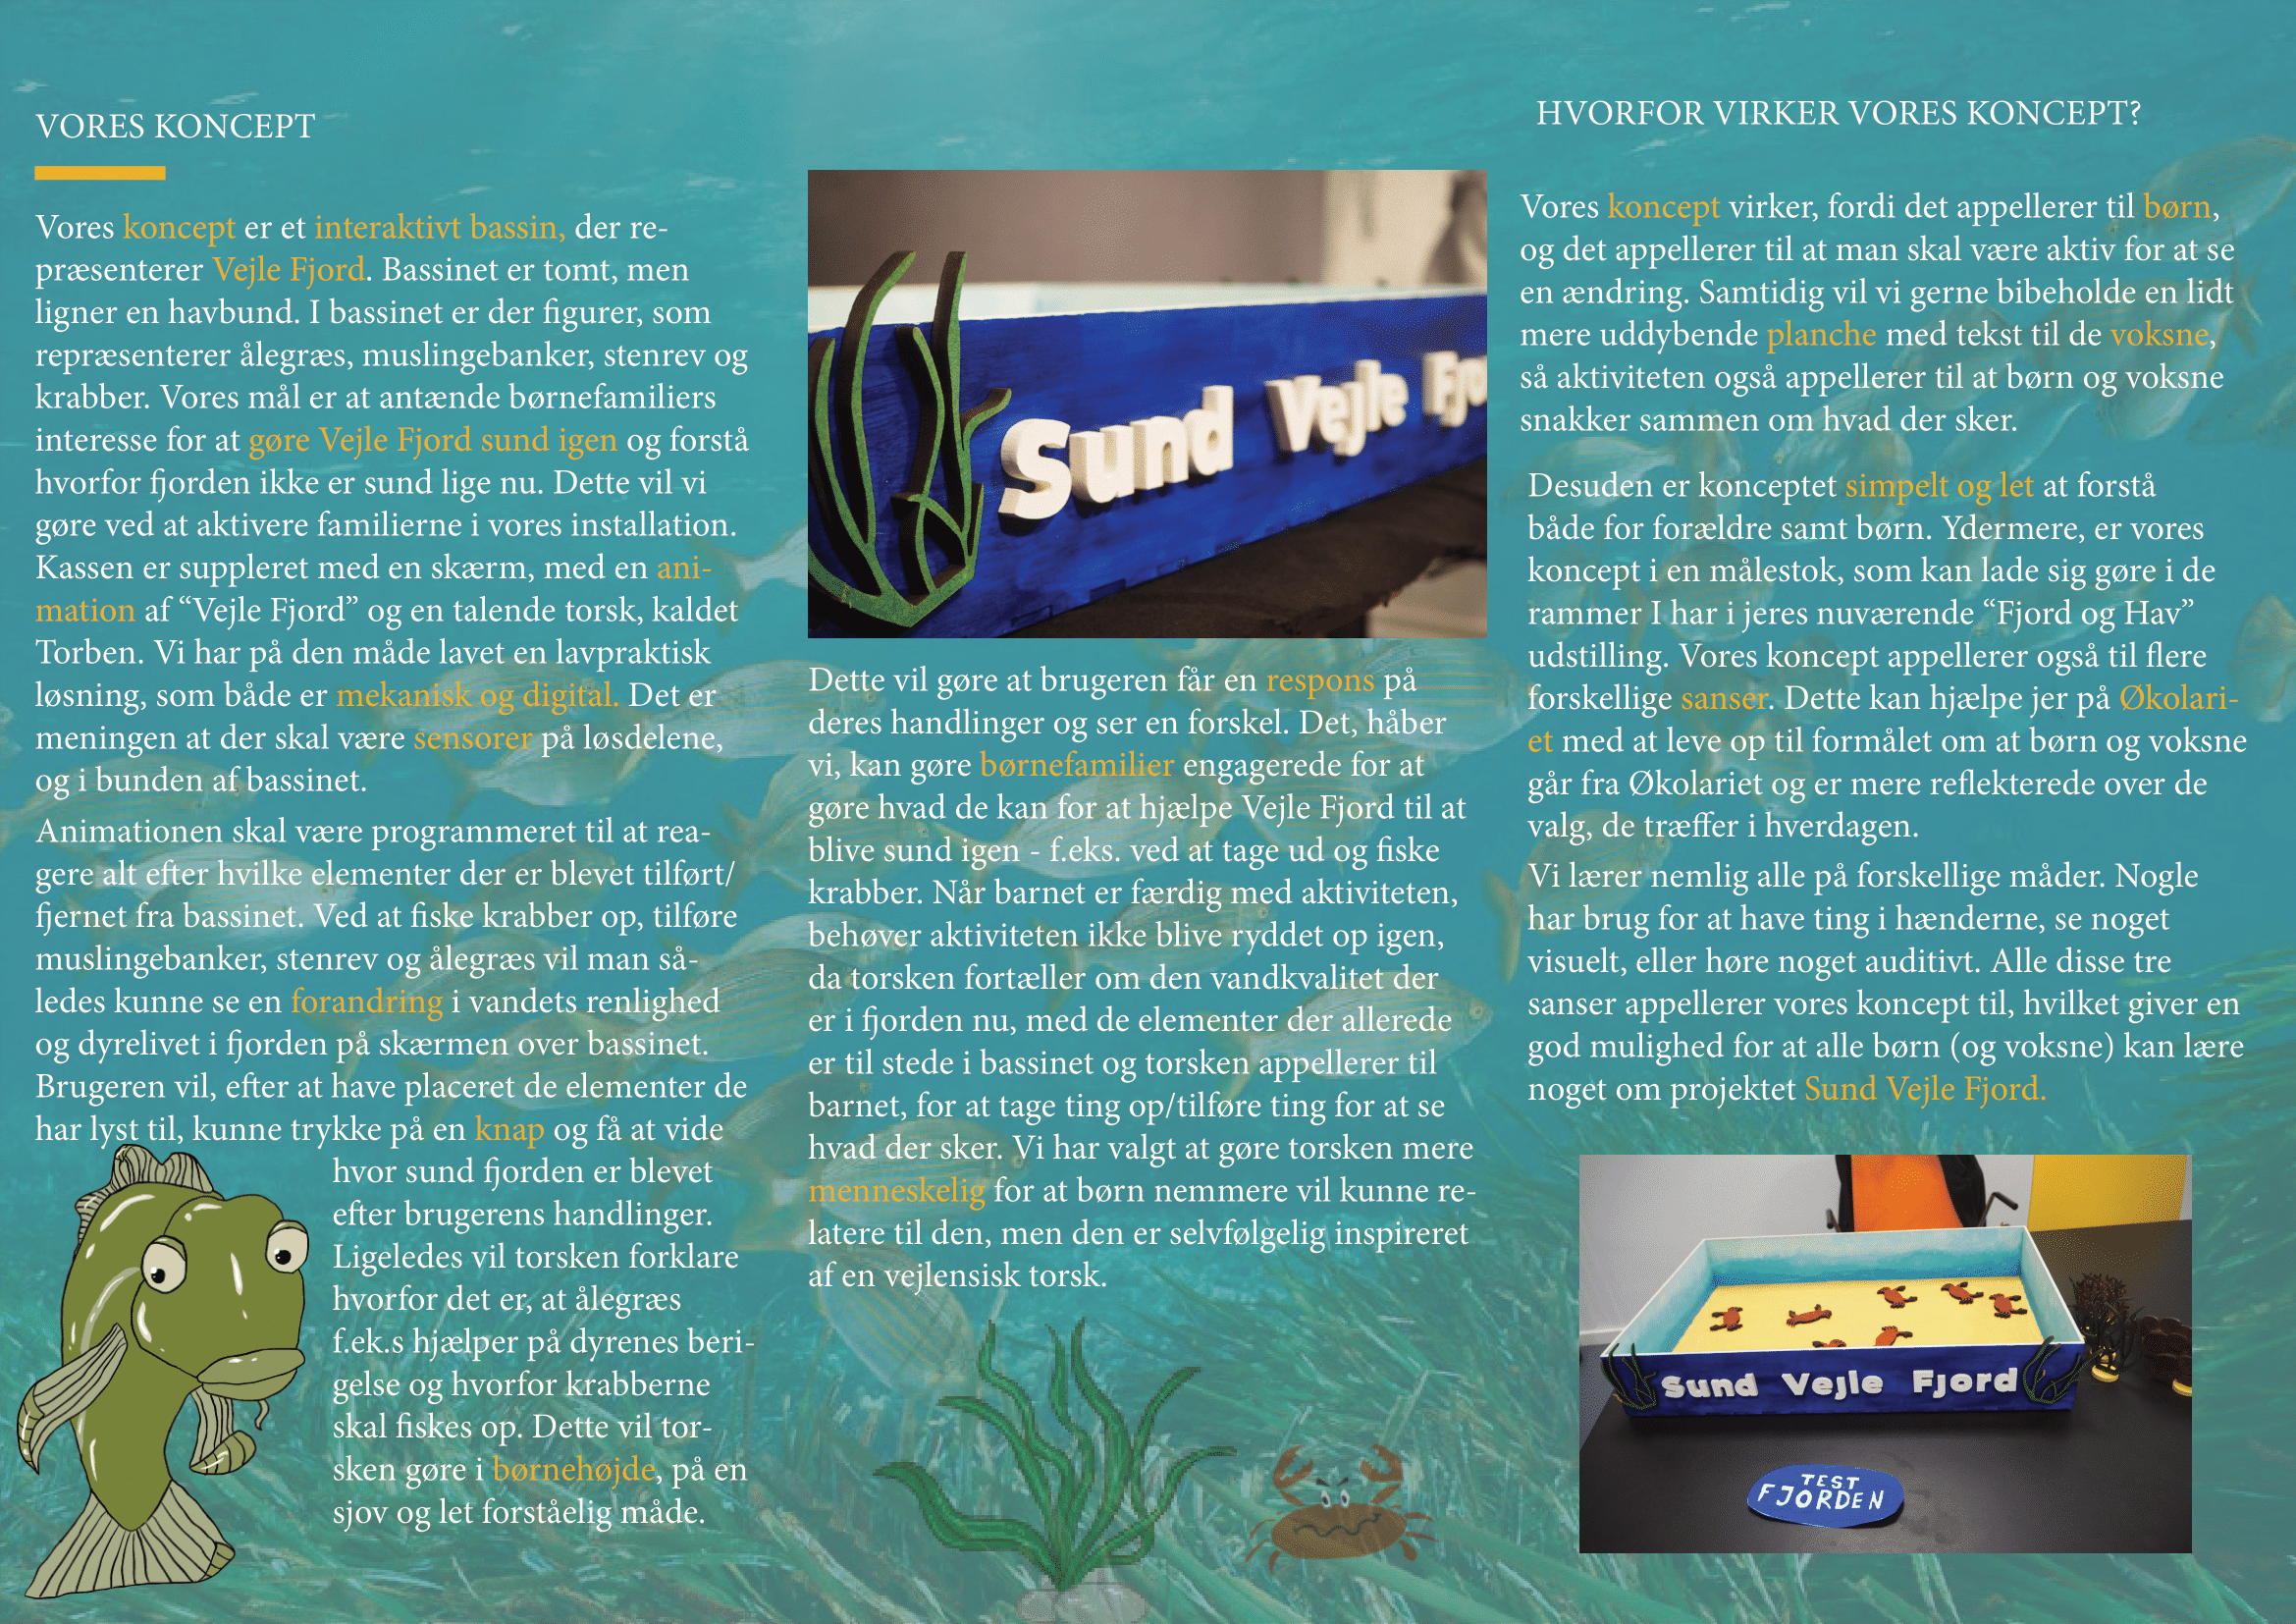 VORES KONCEPT
Vores koncept er et interaktivt bassin, der re-
præsenterer Vejle Fjord. Bassinet er tomt, men
ligner en havbund. I bassinet er der figurer, som
repræsenterer ålegræs, muslingebanker, stenrev og
krabber. Vores mål er at antænde børnefamiliers
interesse for at gøre Vejle Fjord sund igen og forstå
hvorfor fjorden ikke er sund lige nu. Dette vil vi
gøre ved at aktivere familierne i vores installation.
Kassen er suppleret med en skærm, med en ani-
mation af “Vejle Fjord” og en talende torsk, kaldet
Torben. Vi har på den måde lavet en lavpraktisk
løsning, som både er mekanisk og digital. Det er
meningen at der skal være sensorer på løsdelene,
og i bunden af bassinet.
Animationen skal være programmeret til at rea-
gere alt efter hvilke elementer der er blevet tilført/
fjernet fra bassinet. Ved at fiske krabber op, tilføre
muslingebanker, stenrev og ålegræs vil man så-
ledes kunne se en forandring i vandets renlighed
og dyrelivet i fjorden på skærmen over bassinet.
Brugeren vil, efter at have placeret de elementer de
har lyst til, kunne trykke på en knap og få at vide
hvor sund fjorden er blevet
efter brugerens handlinger.
Ligeledes vil torsken forklare
hvorfor det er, at ålegræs
f.ek.s hjælper på dyrenes beri-
gelse og hvorfor krabberne
skal fiskes op. Dette vil tor-
sken gøre i børnehøjde, på en
sjov og let forståelig måde.
Sund Vejle Fjo
Dette vil gøre at brugeren får en respons på
deres handlinger og ser en forskel. Det, håber
vi, kan gøre børnefamilier engagerede for at
gøre hvad de kan for at hjælpe Vejle Fjord til at
blive sund igen - f.eks. ved at tage ud og fiske
krabber. Når barnet er færdig med aktiviteten,
behøver aktiviteten ikke blive ryddet op igen,
da torsken fortæller om den vandkvalitet der
er i fjorden nu, med de elementer der allerede
er til stede i bassinet og torsken appellerer til
barnet, for at tage ting op/tilføre ting for at se
hvad der sker. Vi har valgt at gøre torsken mere
menneskelig for at børn nemmere vil kunne re-
latere til den, men den er selvfølgelig inspireret
af en vejlensisk torsk.
HVORFOR VIRKER VORES KONCEPT?
Vores koncept virker, fordi det appellerer til børn,
og det appellerer til at man skal være aktiv for at se
en ændring. Samtidig vil vi gerne bibeholde en lidt
mere uddybende planche med tekst til de voksne,
så aktiviteten også appellerer til at børn og voksne
snakker sammen om hvad der sker.
Desuden er konceptet simpelt og let at forstå
både for forældre samt børn. Ydermere, er vores
koncept i en målestok, som kan lade sig gøre i de
rammer I har i jeres nuværende “Fjord og Hav”
udstilling. Vores koncept appellerer også til flere
forskellige sanser. Dette kan hjælpe jer på Økolari-
et med at leve op til formålet om at børn og voksne
går fra Økolariet og er mere reflekterede over de
valg, de træffer i hverdagen.
Vi lærer nemlig alle på forskellige måder. Nogle
har brug for at have ting i hænderne, se noget
visuelt, eller høre noget auditivt. Alle disse tre
sanser appellerer vores koncept til, hvilket giver en
god mulighed for at alle børn (og voksne) kan lære
noget om projektet Sund Vejle Fjord.
Sund Vejle Fjord
TEST
FJORDEN